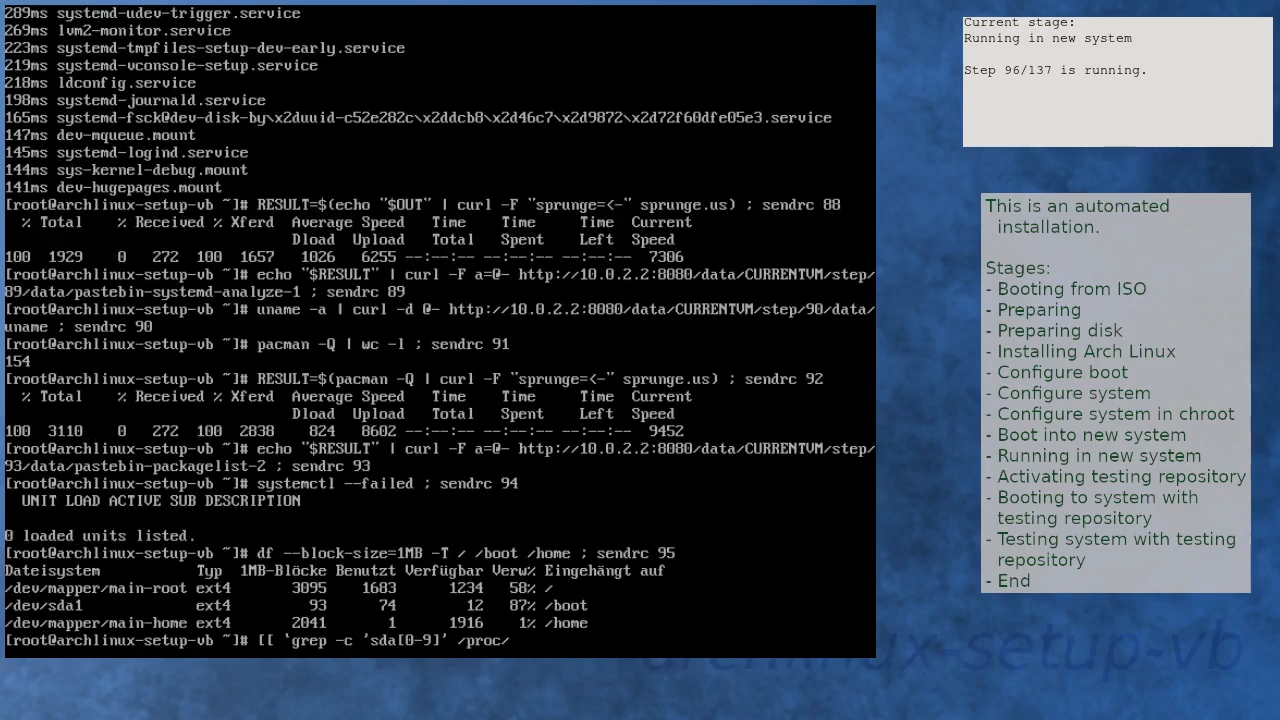 289ms systemd-udev-trigger.service
269ms lvm2-monitor.service
223ms systemd-tmpfiles-setup-dev-early.service
219ms systemd-vconsole-setup.service
218ms ldconfig.service
198ms systemd-journald.service
165ms systemd-fsck@dev-disk-by\x2duuid-c52e282c\x2ddcb8\x2d46c7\x2d9872\x2d72f60dfe05e3.service
147ms dev-mqueue.mount
145ms systemd-logind.service
144ms sys-kernel-debug.mount
141ms dev-hugepages.mount
[root@archlinux-setup-vb ~]# RESULT=$(echo "$OUT" | curl -F "sprunge=<-" sprunge.us) ; sendrc 88
% Total % Received % Xferd Average Speed Time Time Time Current
Dload Upload Total Spent Left Speed
100 1929 0 272 100 1657 1026 6255 --:--:-- --:--:-- --:--:-- 7306
[root@archlinux-setup-vb ~]# echo "$RESULT" | curl -F a=@- http://10.0.2.2:8080/data/CURRENTVM/step/
89/data/pastebin-systemd-analyze-1 ; sendrc 89
[root@archlinux-setup-vb ~]# uname -a | curl -d @- http://10.0.2.2:8080/data/CURRENTVM/step/90/data/
uname ; sendrc 90
[root@archlinux-setup-vb ~]# pacman -Q | wc -l ; sendrc 91
154
[root@archlinux-setup-vb ~]# RESULT=$(pacman -Q | curl -F "sprunge=<-" sprunge.us) ; sendrc 92
% Total % Received % Xferd Average Speed Time Time Time Current
Dload Upload Total Spent Left Speed
100 3110 0 272 100 2838 824 8602 --:--:-- --:--:-- --:--:-- 9452
[root@archlinux-setup-vb ~]# echo "$RESULT" | curl -F a=@- http://10.0.2.2:8080/data/CURRENTVM/step/
93/data/pastebin-packagelist-2 ; sendrc 93
[root@archlinux-setup-vb ~]# systemctl --failed ; sendrc 94
UNIT LOAD ACTIVE SUB DESCRIPTION
0 loaded units listed.
[root@archlinux-setup-vb ~]# df --block-size=1MB -T / /boot /home ; sendrc 95
Dateisystem Typ 1MB-Blöcke Benutzt Verfügbar Verw% Eingehängt auf
/dev/mapper/main-root ext4 3095 1683 1234 58% /
/dev/sda1 ext4 93 74 12 87% /boot
/dev/mapper/main-home ext4 2041 1 1916 1% /home
[root@archlinux-setup-vb ~]# [[ `grep -c 'sda[0-9]' /proc/
Current stage:
Running in new system
Step 96/137 is running.
This is an automated
installation.
Stages:
- Booting from ISO
- Preparing
- Preparing disk
- Installing Arch Linux
- Configure boot
- Configure system
- Configure system in chroot
- Boot into new system
- Running in new system
- Activating testing repository
- Booting to system with
testing repository
- Testing system with testing
repository
- End
archlinux-setup-vb